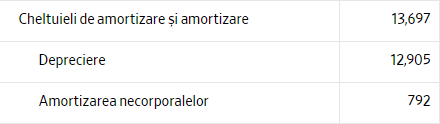 Cheltuieli de amortizare și amortizare 13,697
Depreciere 12,905
Amortizarea necorporalelor 792